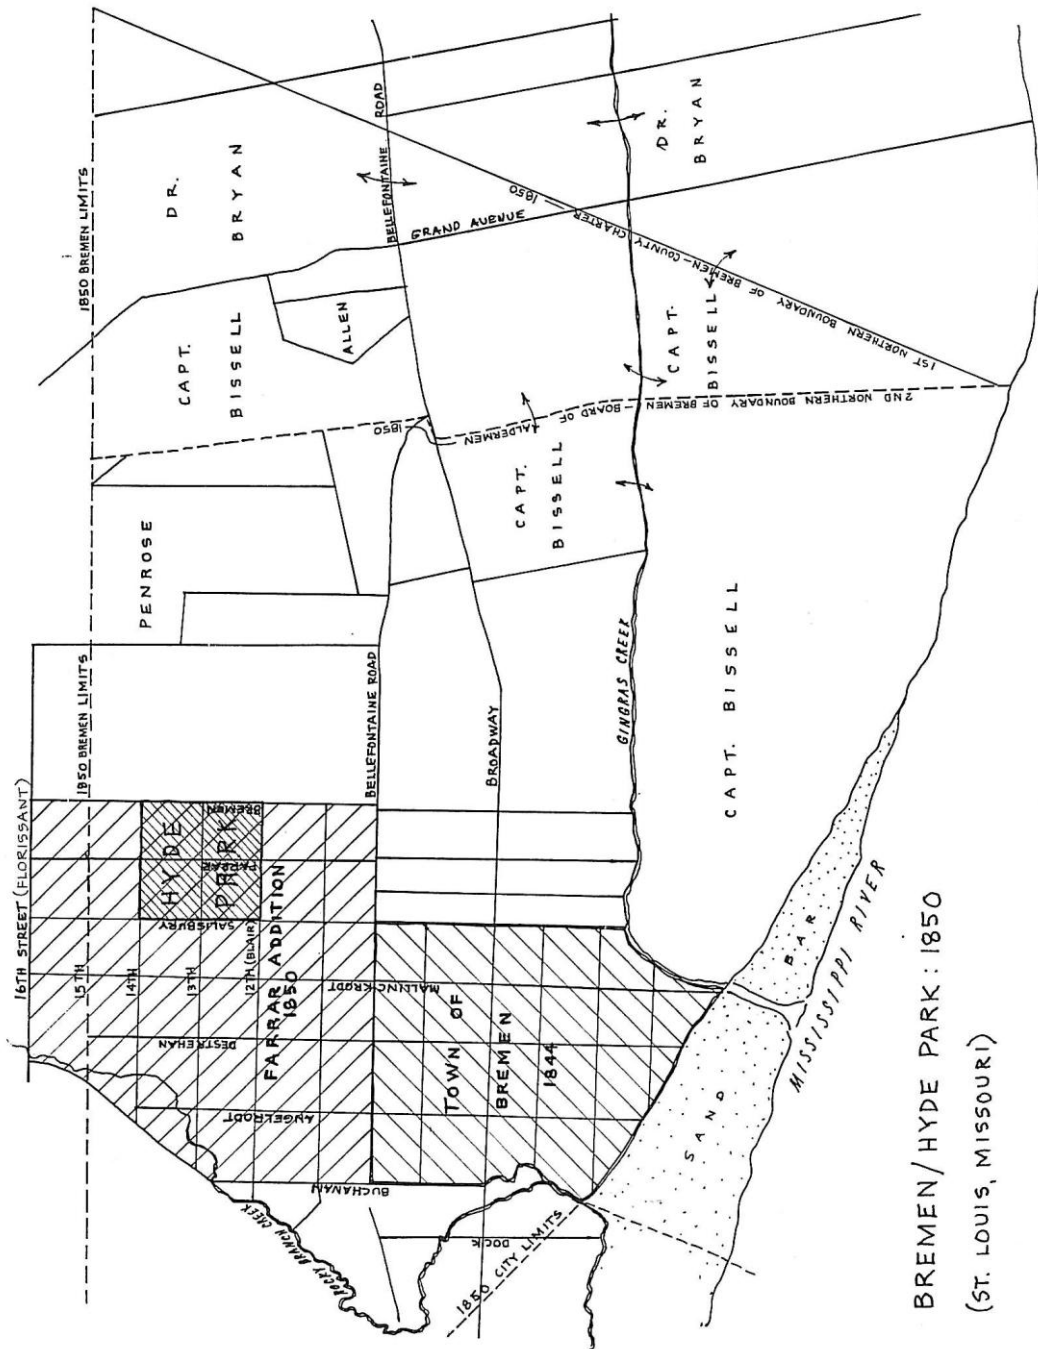 BREMEN/HYDE PARK: 1850
(ST. LOUIS, MISSOURI)
16TH STREET (FLORISSANT)
1850 BREMEN LIMITS
1850 BREMEN LIMITS
15TH
14TH
13TH
12TH (BLAIR)
HYDE
PARK
BREMEN
FARRAR
SALISBURY
MALLINCKRODT
DESTREHAN
ANGELRODT
BUCHANAN
DOCK
FARRAR ADDITION
1850
TOWN OF
BREMEN
1844
ROCKY BRANCH CREEK
1850 CITY LIMITS
BELLEFONTAINE ROAD
BROADWAY
GINGRAS CREEK
PENROSE
CAPT.
BISSELL
ALLEN
DR.
BRYAN
BELLEFONTAINE ROAD
GRAND AVENUE
CAPT.
BISSELL
CAPT.
BISSELL
DR.
BRYAN
CAPT. BISSELL
1ST NORTHERN BOUNDARY OF BREMEN—COUNTY CHARTER — 1850
2ND NORTHERN BOUNDARY OF BREMEN — BOARD OF ALDERMEN — 1850
SAND BAR
MISSISSIPPI RIVER